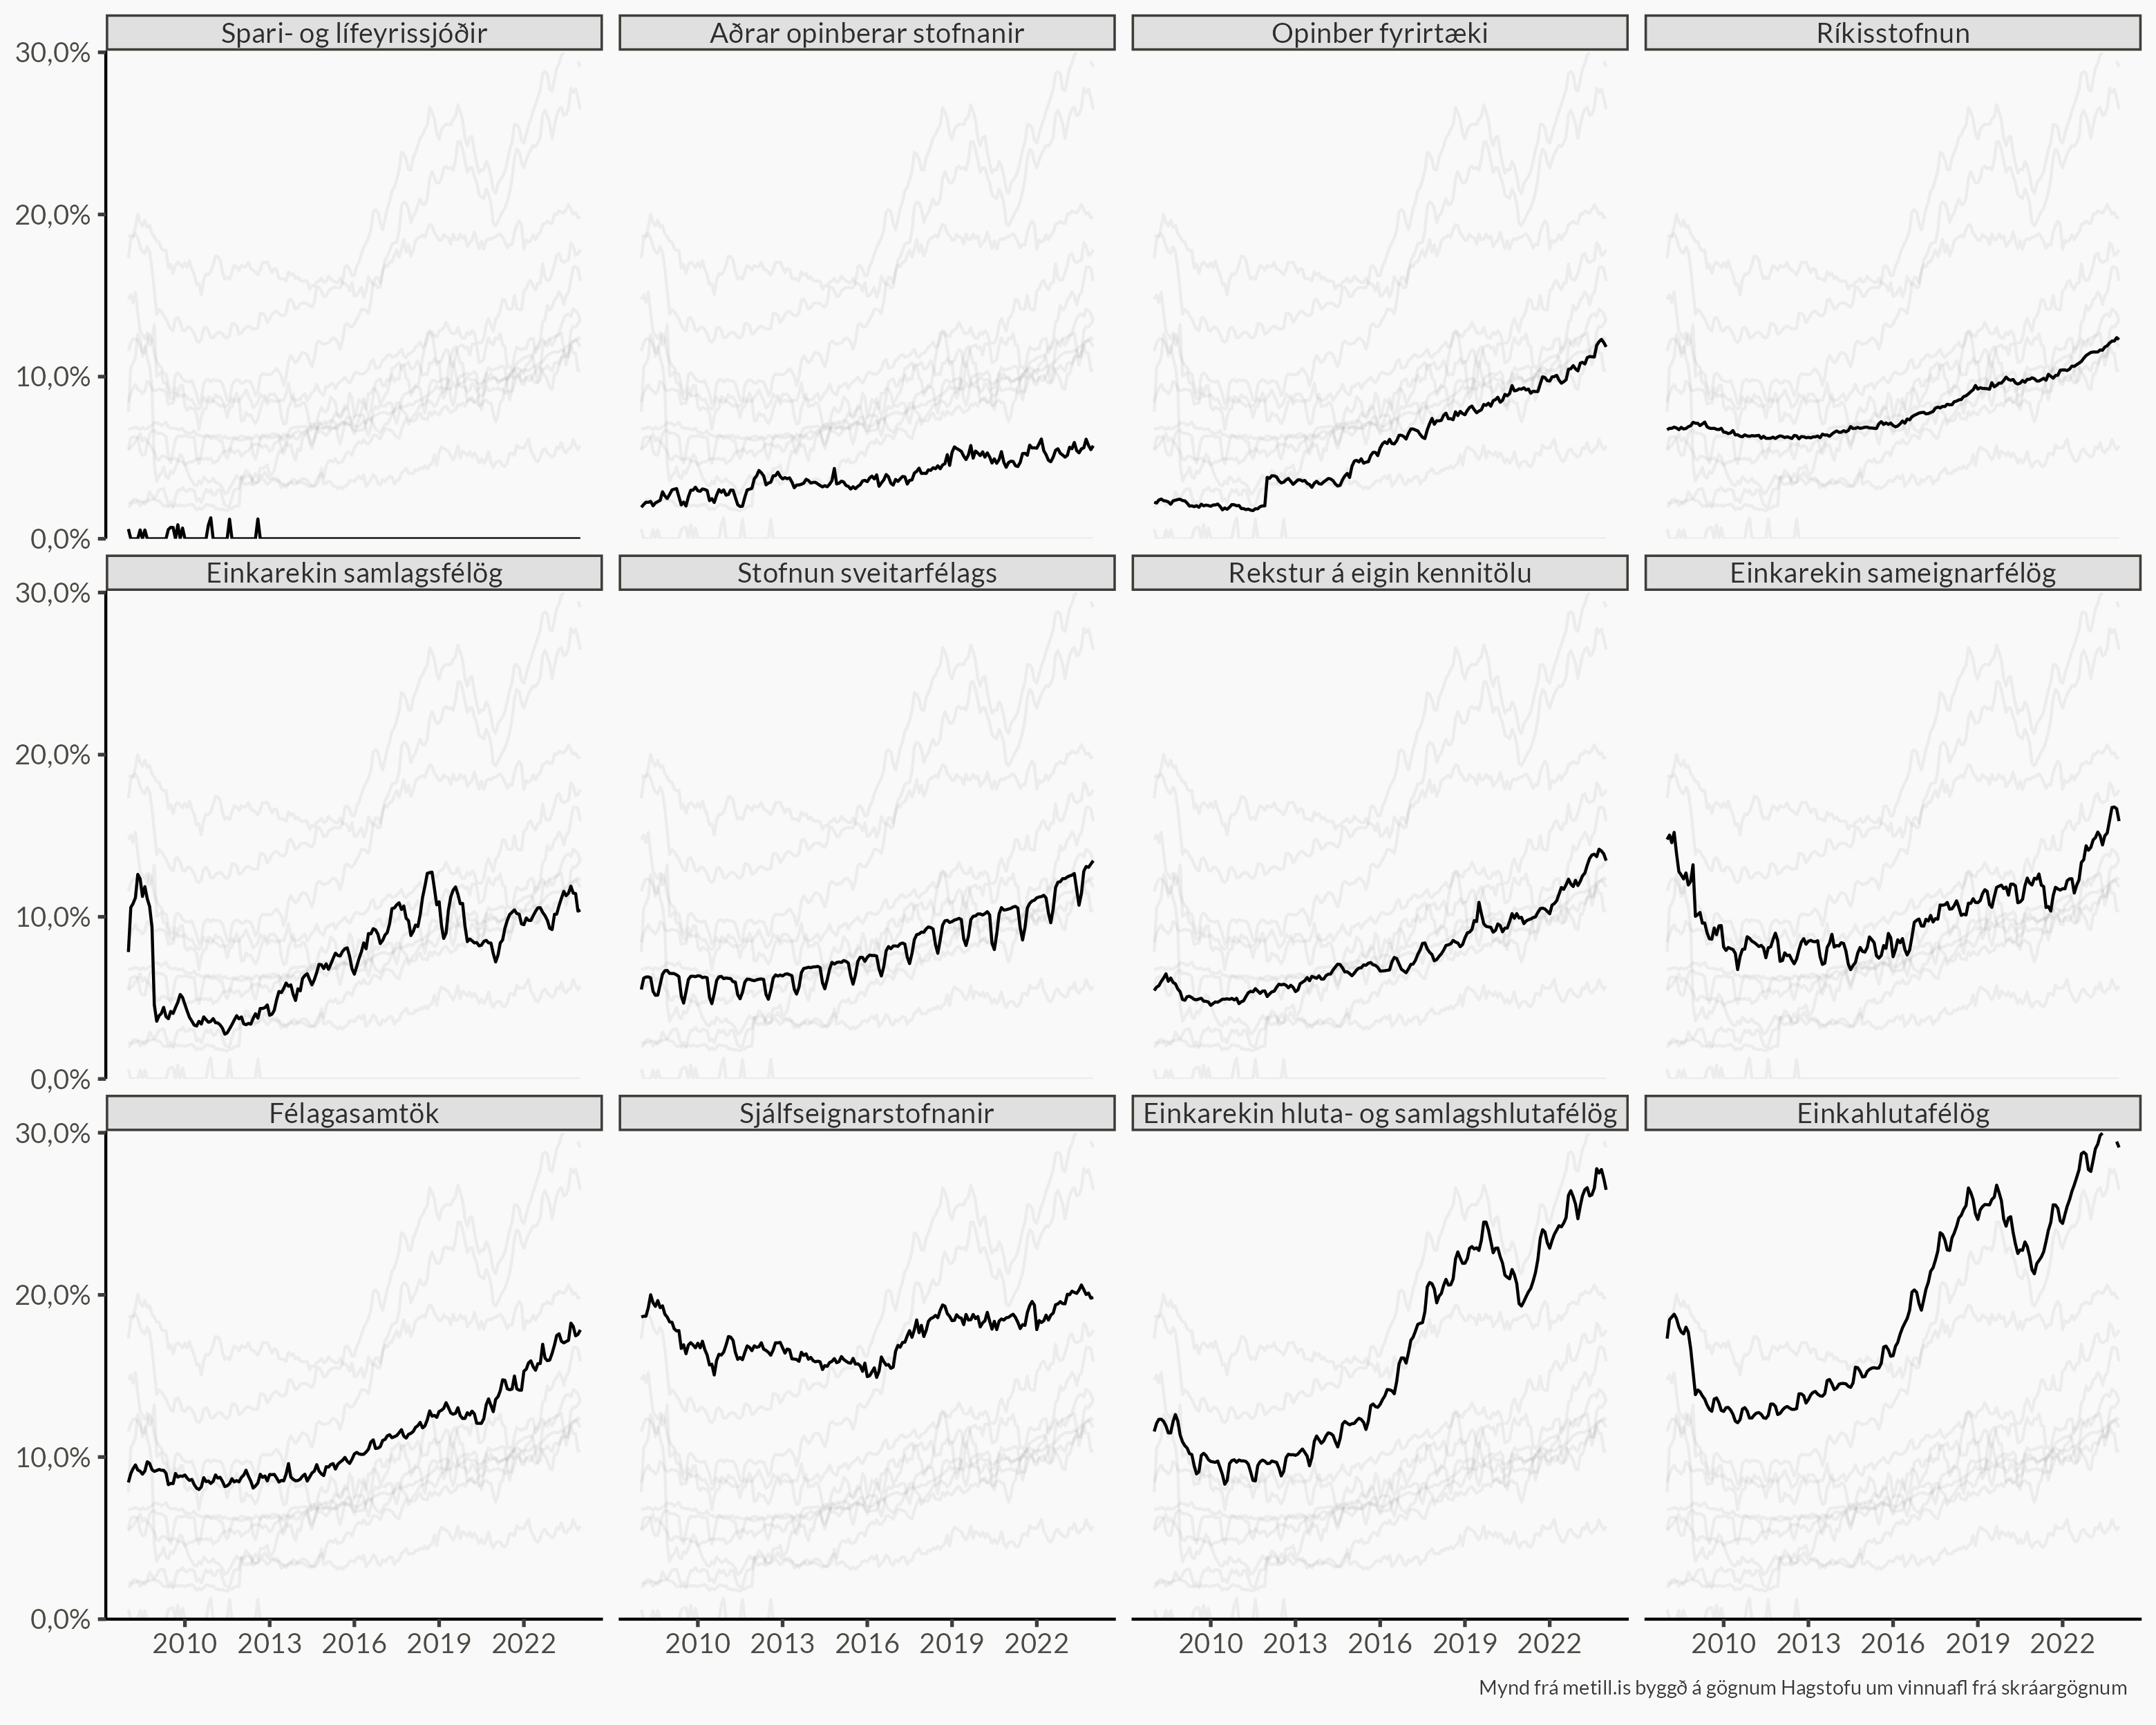 Spari- og lífeyrissjóðir
Aðrar opinberar stofnanir
Opinber fyrirtæki
Ríkisstofnun
30,0%
20,0%
10,0%
0,0%
Einkarekin samlagsfélög
Stofnun sveitarfélags
Rekstur á eigin kennitölu
Einkarekin sameignarfélög
30,0%
20,0%
10,0%
0,0%
Félagasamtök
Sjálfseignarstofnanir
Einkarekin hluta- og samlagshlutafélög
Einkahlutafélög
30,0%
20,0%
10,0%
0,0%
2010 2013 2016 2019 2022
2010 2013 2016 2019 2022
2010 2013 2016 2019 2022
2010 2013 2016 2019 2022
Mynd frá metill.is byggð á gögnum Hagstofu um vinnuafl frá skráargögnum